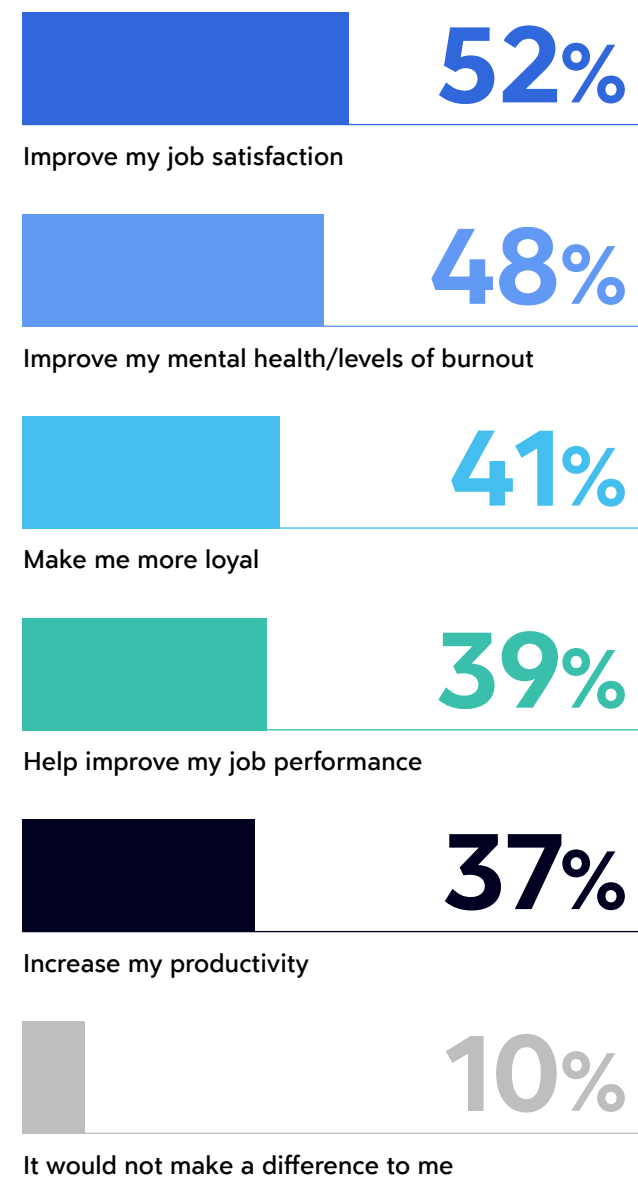 52%
Improve my job satisfaction
48%
Improve my mental health/levels of burnout
41%
Make me more loyal
39%
Help improve my job performance
37%
Increase my productivity
10%
It would not make a difference to me